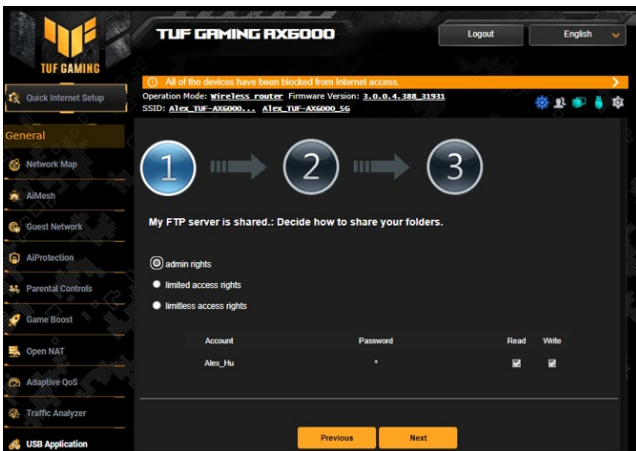 TUF GAMING
TUF GAMING AX6000
Logout
English
All of the devices have been blocked from Internet access.
Quick Internet Setup
Operation Mode: Wireless router Firmware Version: 3.0.0.4.388_31931
SSID: Alex_TUF-AX6000... Alex_TUF-AX6000_5G
General
Network Map
AiMesh
Guest Network
AiProtection
Parental Controls
Game Boost
Open NAT
Adaptive QoS
Traffic Analyzer
USB Application
1 2 3
My FTP server is shared.: Decide how to share your folders.
admin rights
limited access rights
limitless access rights
Account Password Read Write
Alex_Hu *
Previous Next